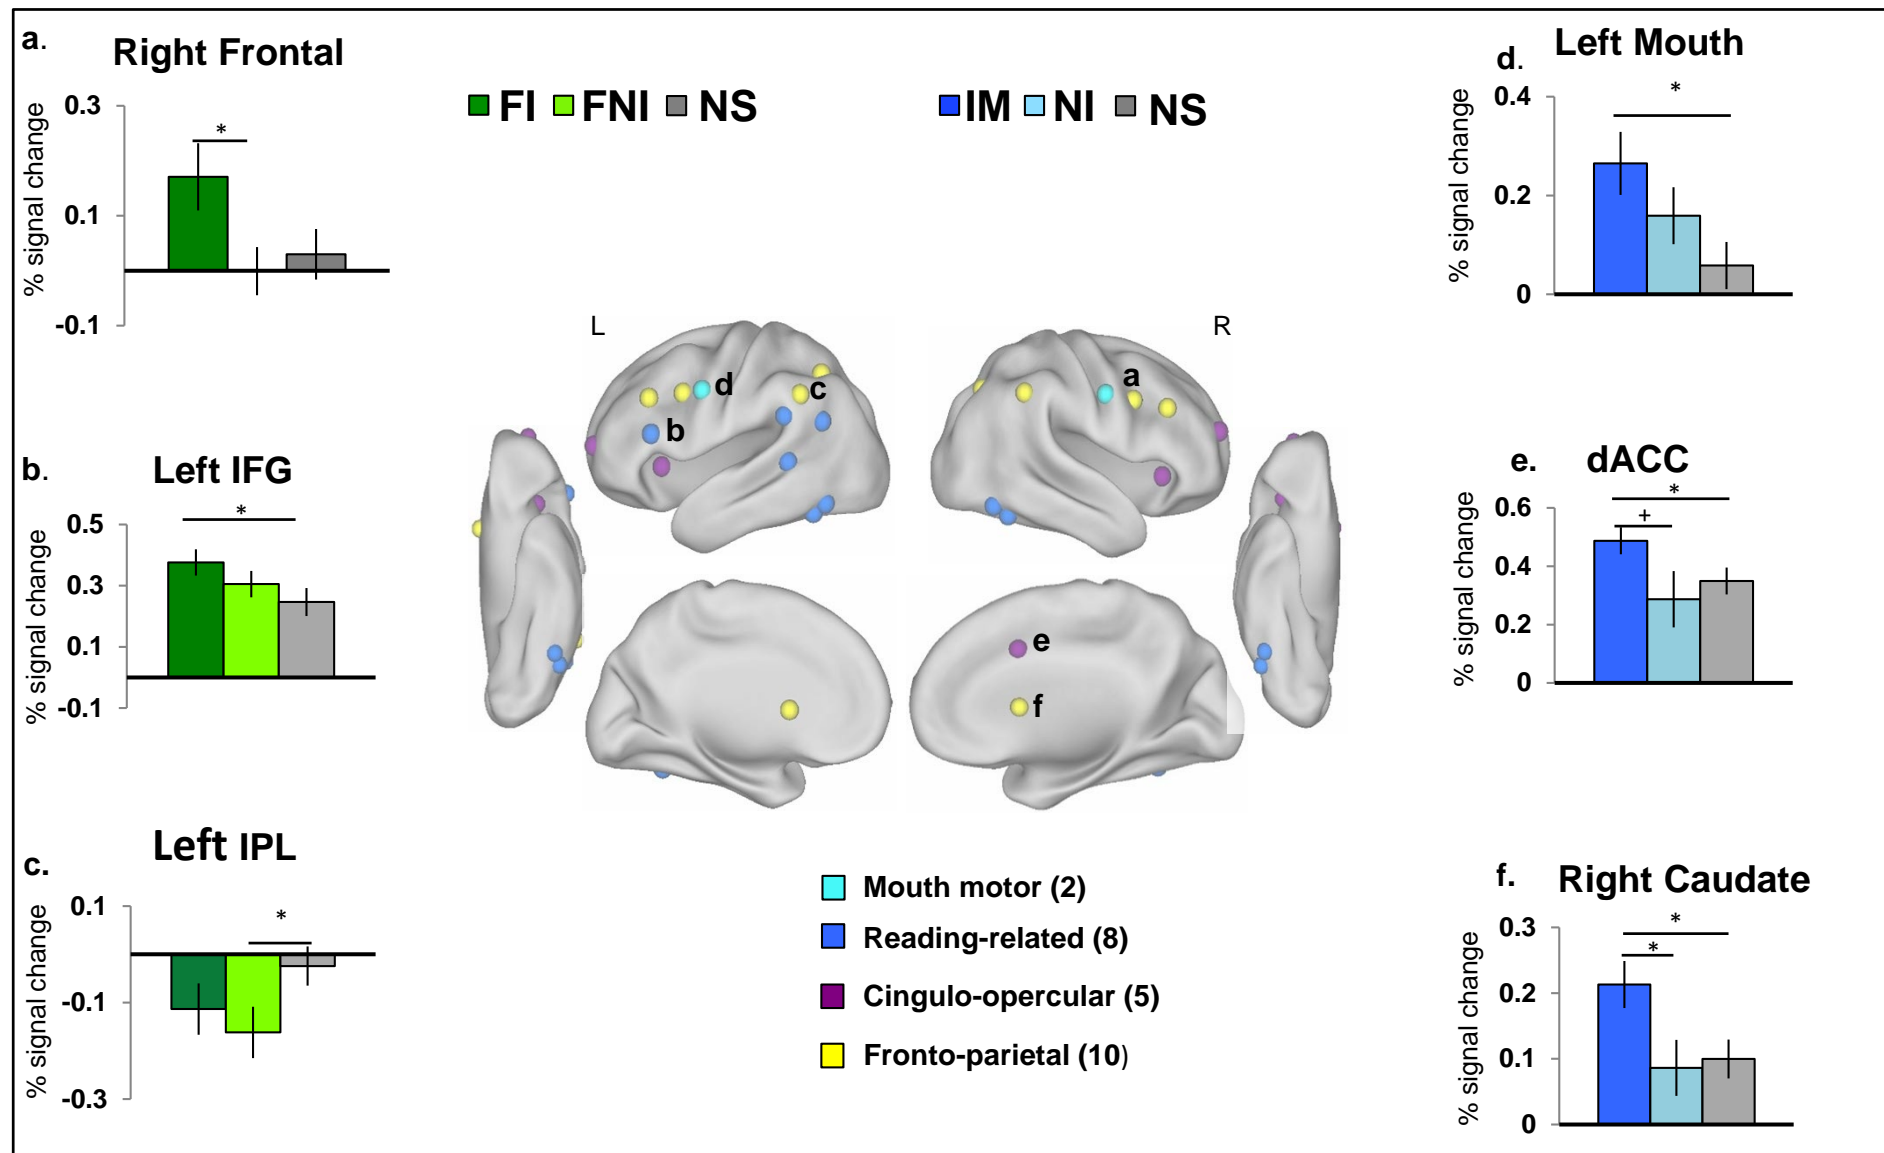 a.
Right Frontal
% signal change
0.3
0.1
-0.1
*
FI FNI NS
IM NI NS
d.
Left Mouth
% signal change
0.4
0.2
0
*
L
R
d
c
b
a
e
f
b.
Left IFG
% signal change
0.5
0.3
0.1
-0.1
*
e.
dACC
% signal change
0.6
0.4
0.2
0
*
+
c.
Left IPL
% signal change
0.1
-0.1
-0.3
*
Mouth motor (2)
Reading-related (8)
Cingulo-opercular (5)
Fronto-parietal (10)
f.
Right Caudate
% signal change
0.3
0.2
0.1
0
*
*